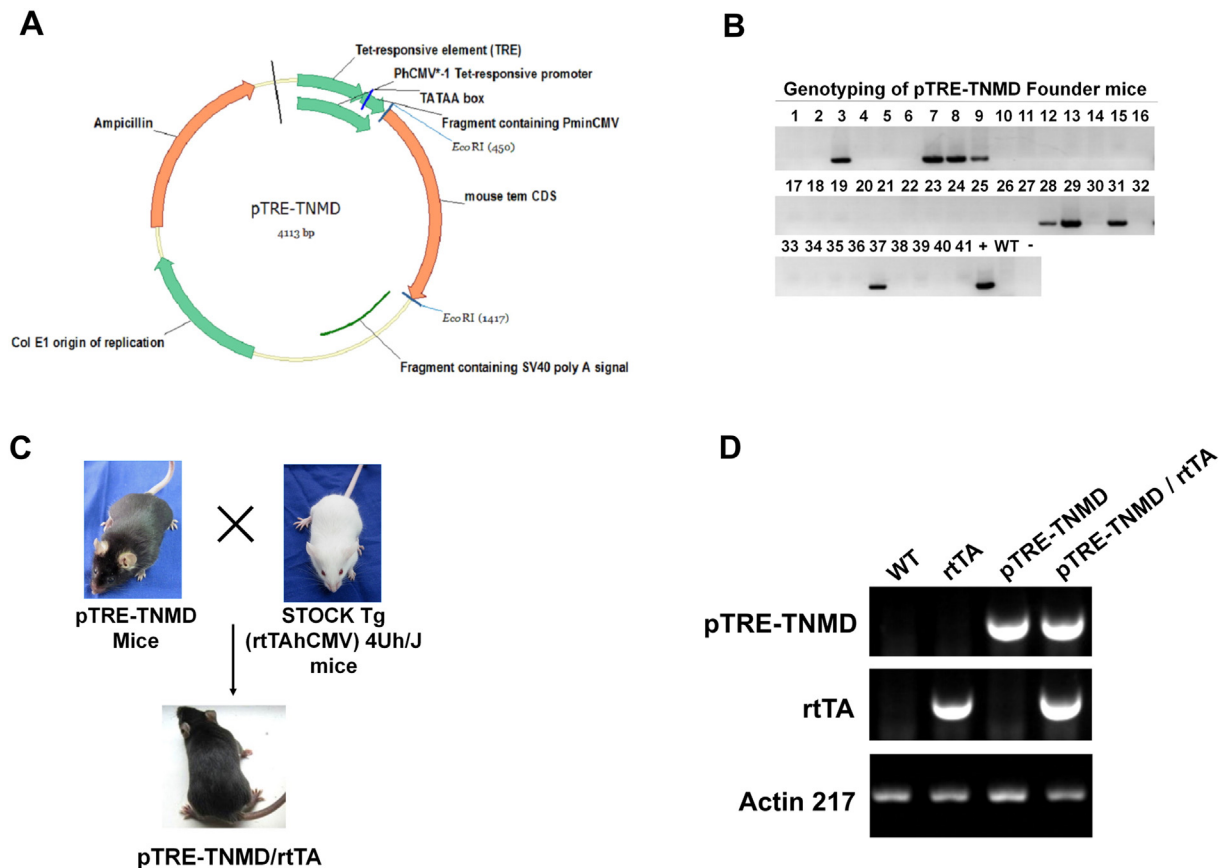 A
Tet-responsive element (TRE)
PhCMV*-1 Tet-responsive promoter
TATAA box
Fragment containing PminCMV
EcoRI (450)
Ampicillin
pTRE-TNMD
4113 bp
mouse tem CDS
EcoRI (1417)
Col E1 origin of replication
Fragment containing SV40 poly A signal
B
Genotyping of pTRE-TNMD Founder mice
1 2 3 4 5 6 7 8 9 10 11 12 13 14 15 16
17 18 19 20 21 22 23 24 25 26 27 28 29 30 31 32
33 34 35 36 37 38 39 40 41 + WT -
C
pTRE-TNMD
Mice
STOCK Tg
(rtTAhCMV) 4Uh/J
mice
pTRE-TNMD/rtTA
D
WT
rtTA
pTRE-TNMD
pTRE-TNMD / rtTA
pTRE-TNMD
rtTA
Actin 217